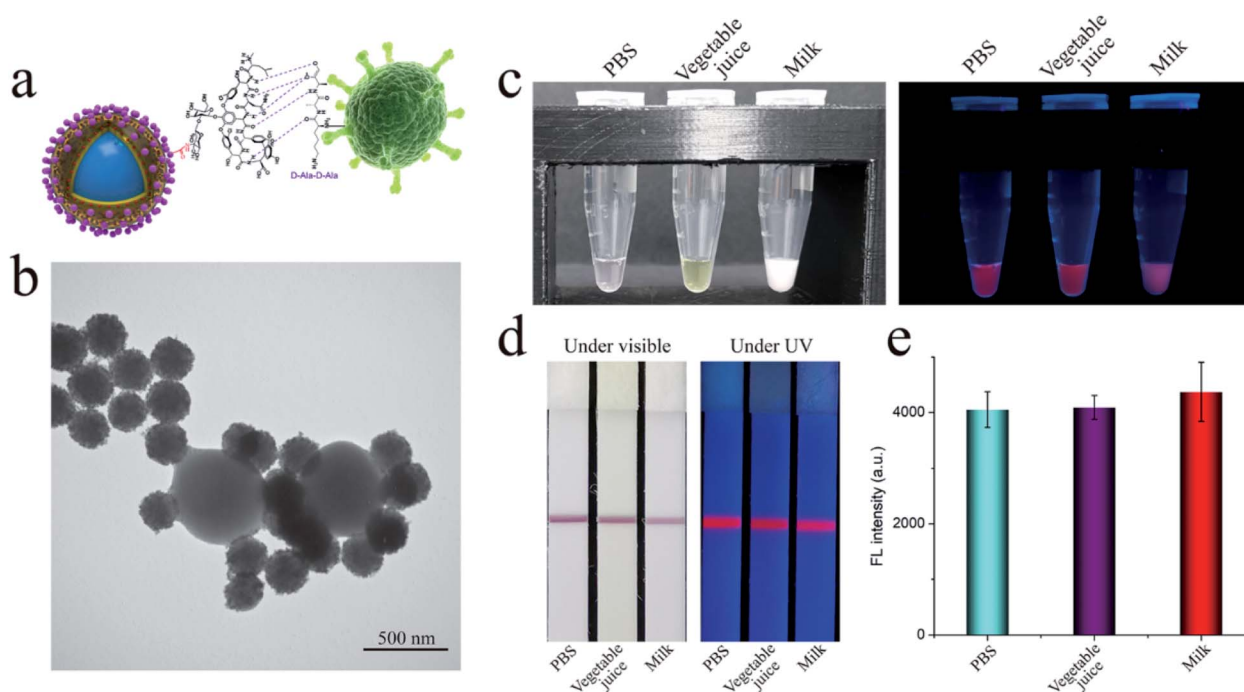 a
D-Ala-D-Ala
b
500 nm
c
PBS
Vegetable
juice
Milk
PBS
Vegetable
juice
Milk
d
Under visible
Under UV
PBS
Vegetable
juice
Milk
PBS
Vegetable
juice
Milk
e
FL intensity (a.u.)
4000
2000
0
PBS
Vegetable
juice
Milk